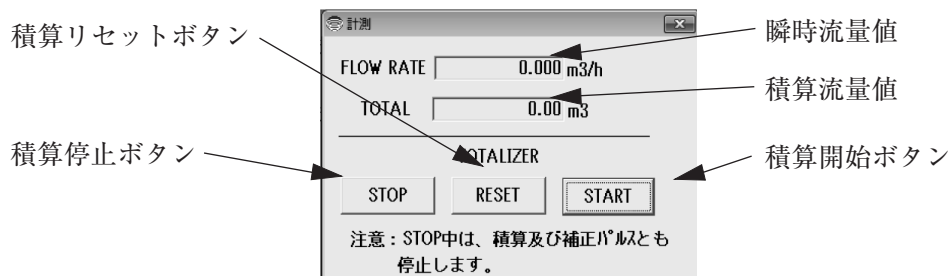 計測
積算リセットボタン
瞬時流量値
FLOW RATE 0.000 m3/h
積算流量値
TOTAL 0.00 m3
積算停止ボタン
TOTALIZER
積算開始ボタン
STOP RESET START
注意：STOP中は、積算及び補正ﾊﾟﾙｽとも
停止します。